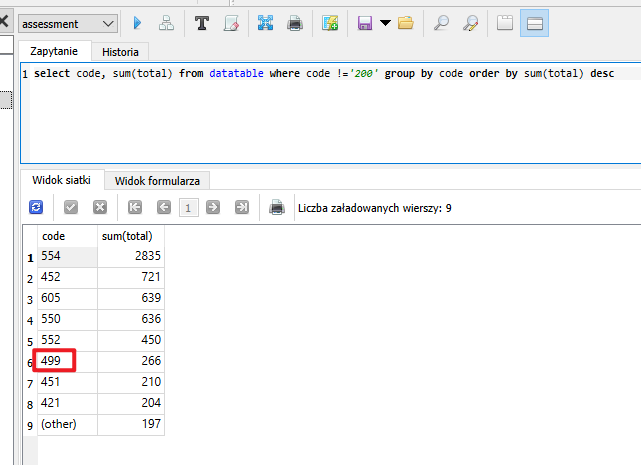 assessment
Zapytanie Historia
1 select code, sum(total) from datatable where code !='200' group by code order by sum(total) desc
Widok siatki Widok formularza
1 Liczba załadowanych wierszy: 9
code sum(total)
1 554 2835
2 452 721
3 605 639
4 550 636
5 552 450
6 499 266
7 451 210
8 421 204
9 (other) 197